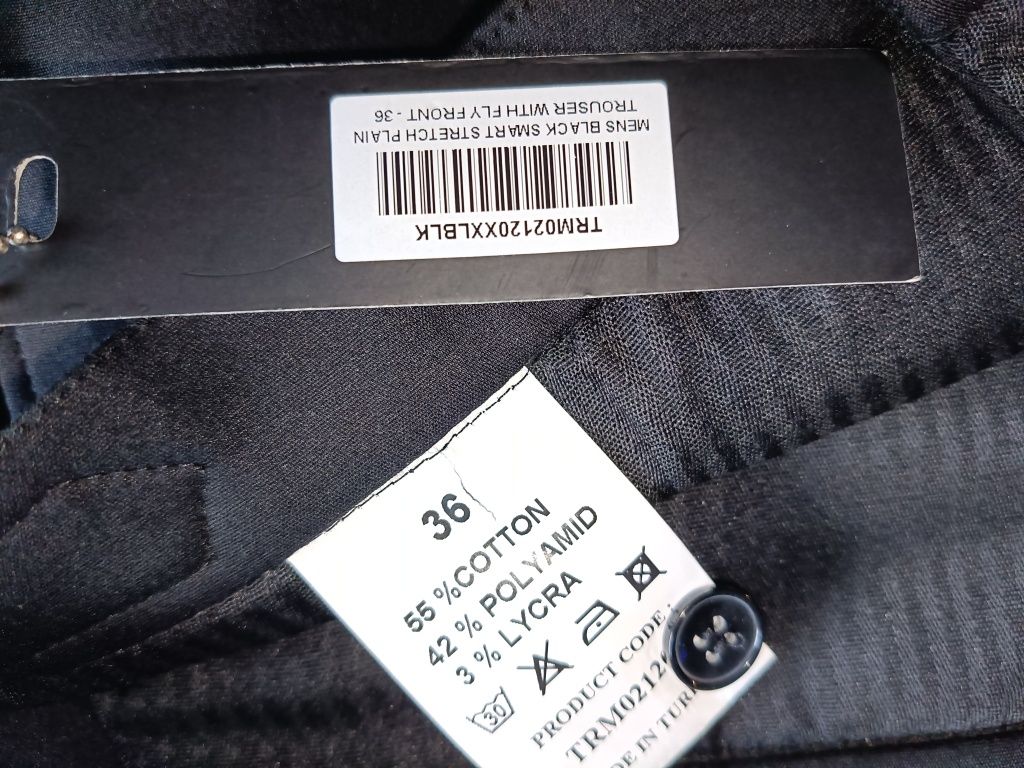 MENS BLACK SMART STRETCH PLAIN
TROUSER WITH FLY FRONT - 36
TRM02120XXLBLK
36
55 %COTTON
42 % POLYAMID
3 % LYCRA
30
PRODUCT CODE :
IN